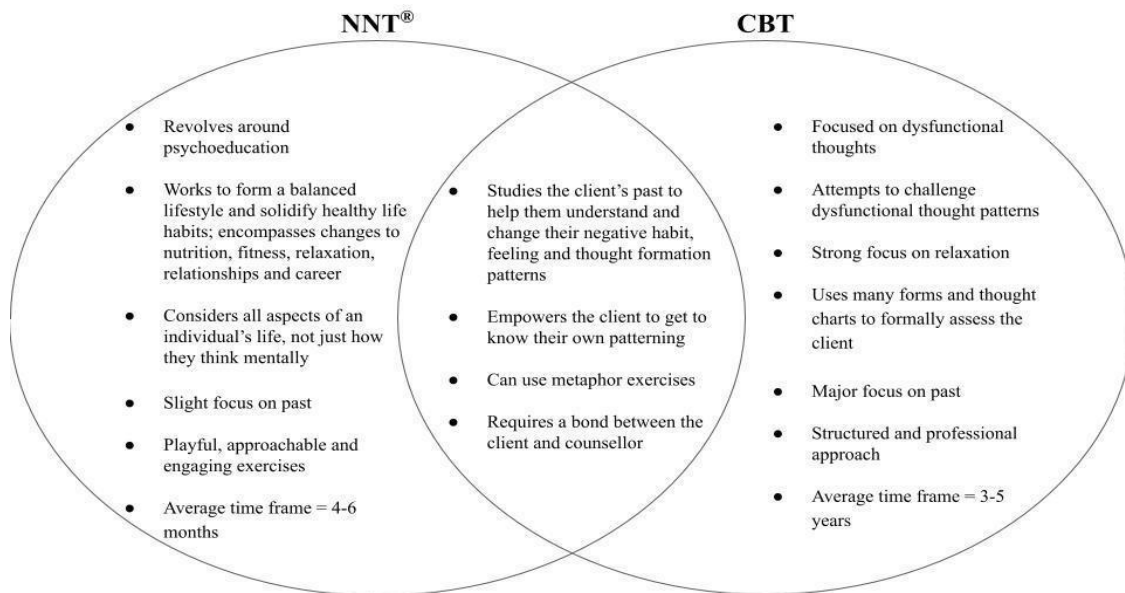 NNT®
CBT
● Revolves around
psychoeducation
● Works to form a balanced
lifestyle and solidify healthy life
habits; encompasses changes to
nutrition, fitness, relaxation,
relationships and career
● Considers all aspects of an
individual's life, not just how
they think mentally
● Slight focus on past
● Playful, approachable and
engaging exercises
● Average time frame = 4-6
months
● Studies the client's past to
help them understand and
change their negative habit,
feeling and thought formation
patterns
● Empowers the client to get to
know their own patterning
● Can use metaphor exercises
● Requires a bond between the
client and counsellor
● Focused on dysfunctional
thoughts
● Attempts to challenge
dysfunctional thought patterns
● Strong focus on relaxation
● Uses many forms and thought
charts to formally assess the
client
● Major focus on past
● Structured and professional
approach
● Average time frame = 3-5
years